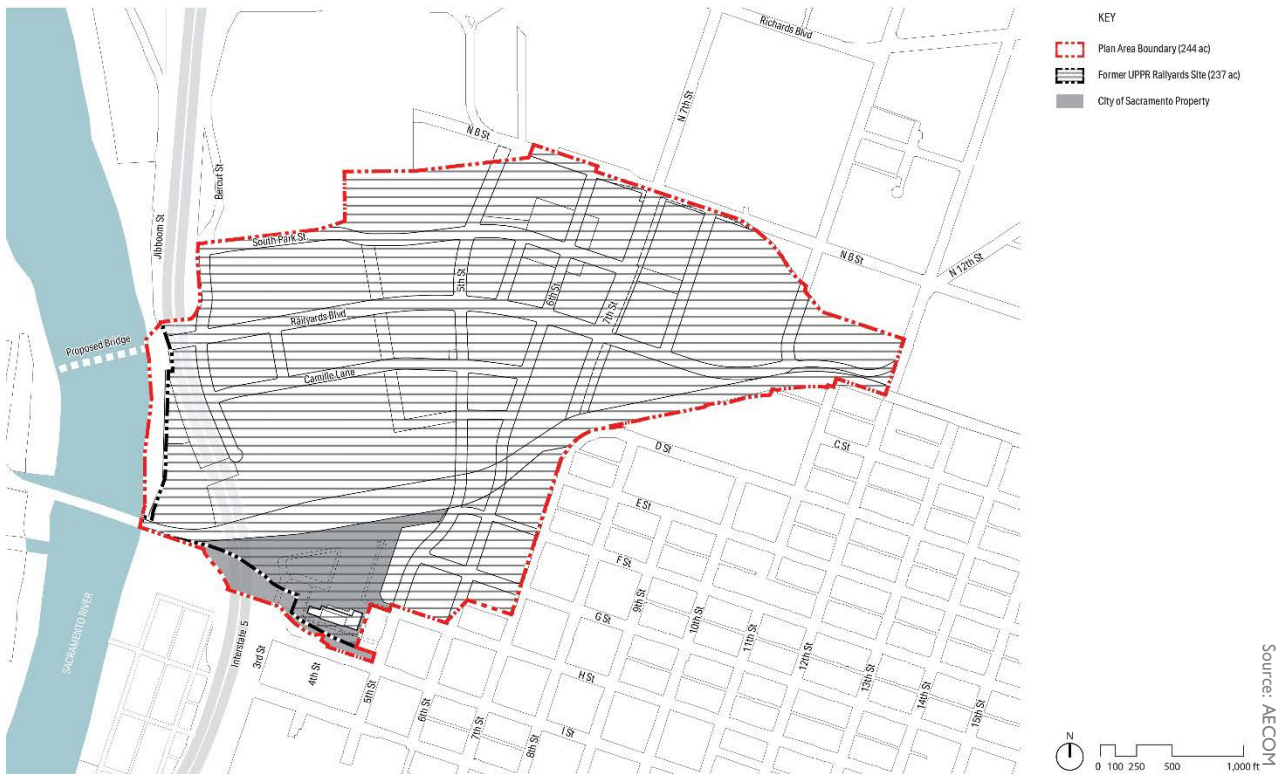 KEY
Plan Area Boundary (244 ac)
Former UPPR Railyards Site (237 ac)
City of Sacramento Property
Richards Blvd
N 7th St
N B St
Bercut St
Jibboom St
South Park St
5th St
6th St
7th St
N B St
N 12th St
Railyards Blvd
Proposed Bridge
Camille Lane
D St
C St
E St
F St
G St
9th St
10th St
11th St
12th St
13th St
14th St
15th St
H St
I St
SACRAMENTO RIVER
Interstate 5
3rd St
4th St
5th St
6th St
7th St
8th St
N
0 100 250 500 1,000 ft
Source: AECOM